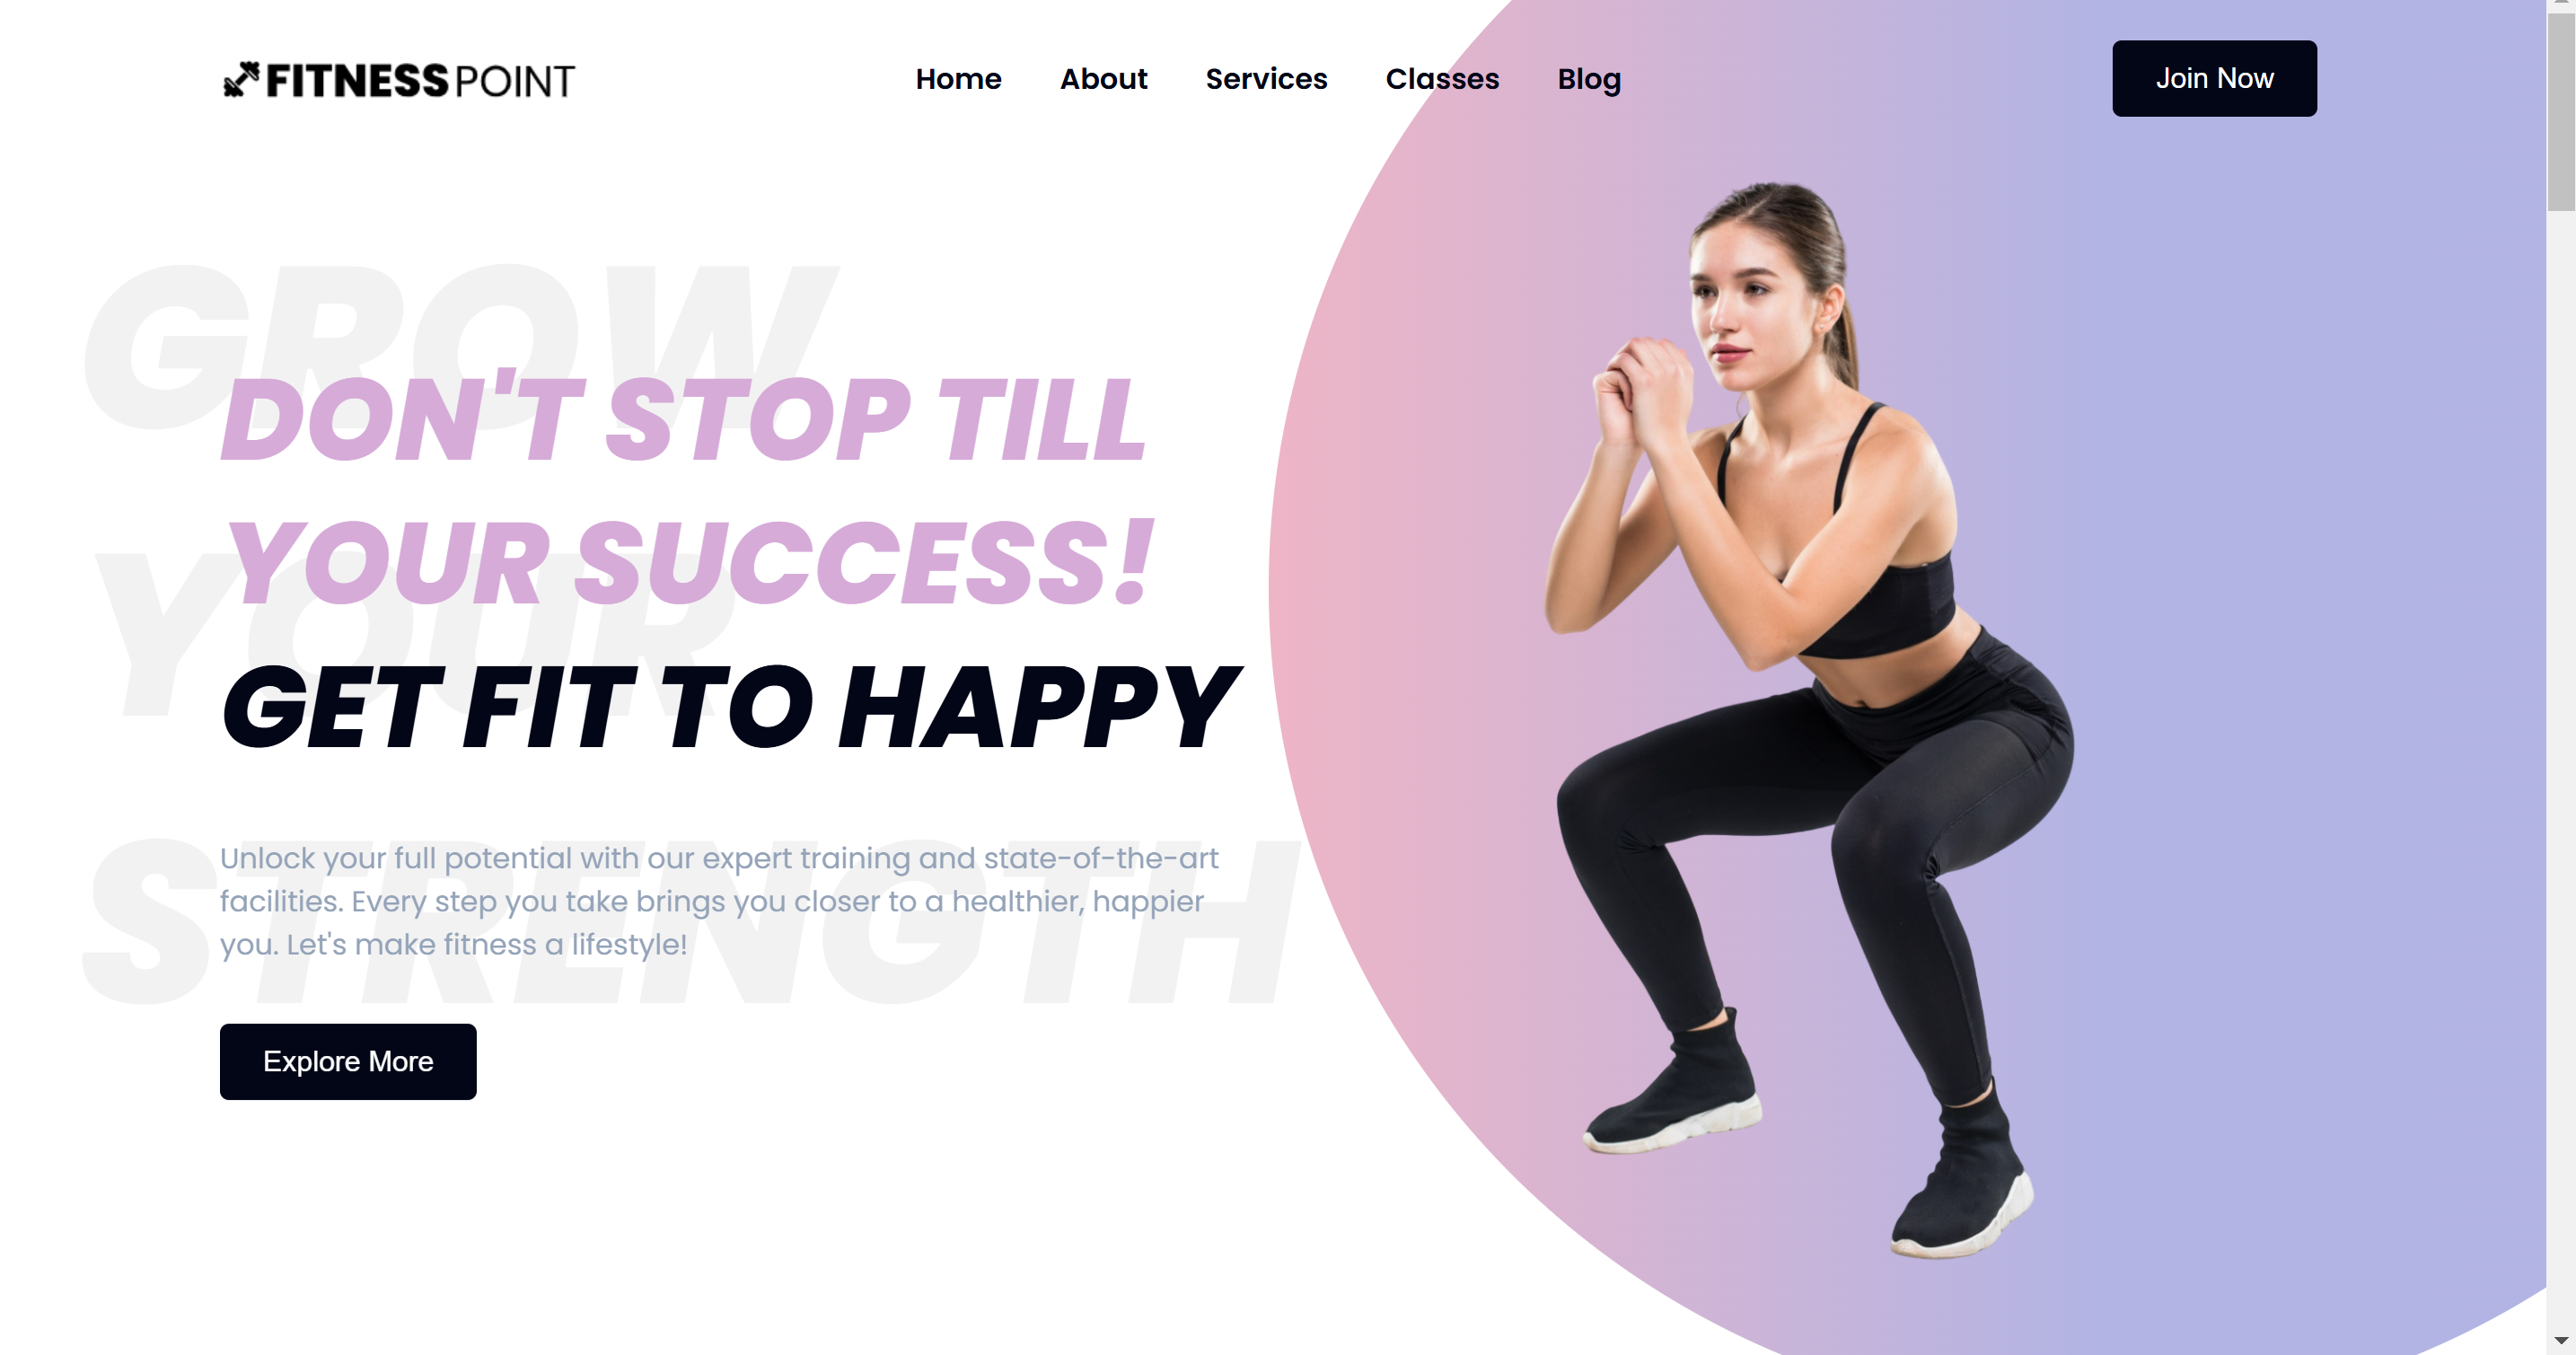 FITNESS POINT
Home About Services Classes Blog
Join Now
GROW
YOUR
STRENGTH
DON'T STOP TILL
YOUR SUCCESS!
GET FIT TO HAPPY
Unlock your full potential with our expert training and state-of-the-art
facilities. Every step you take brings you closer to a healthier, happier
you. Let's make fitness a lifestyle!
Explore More